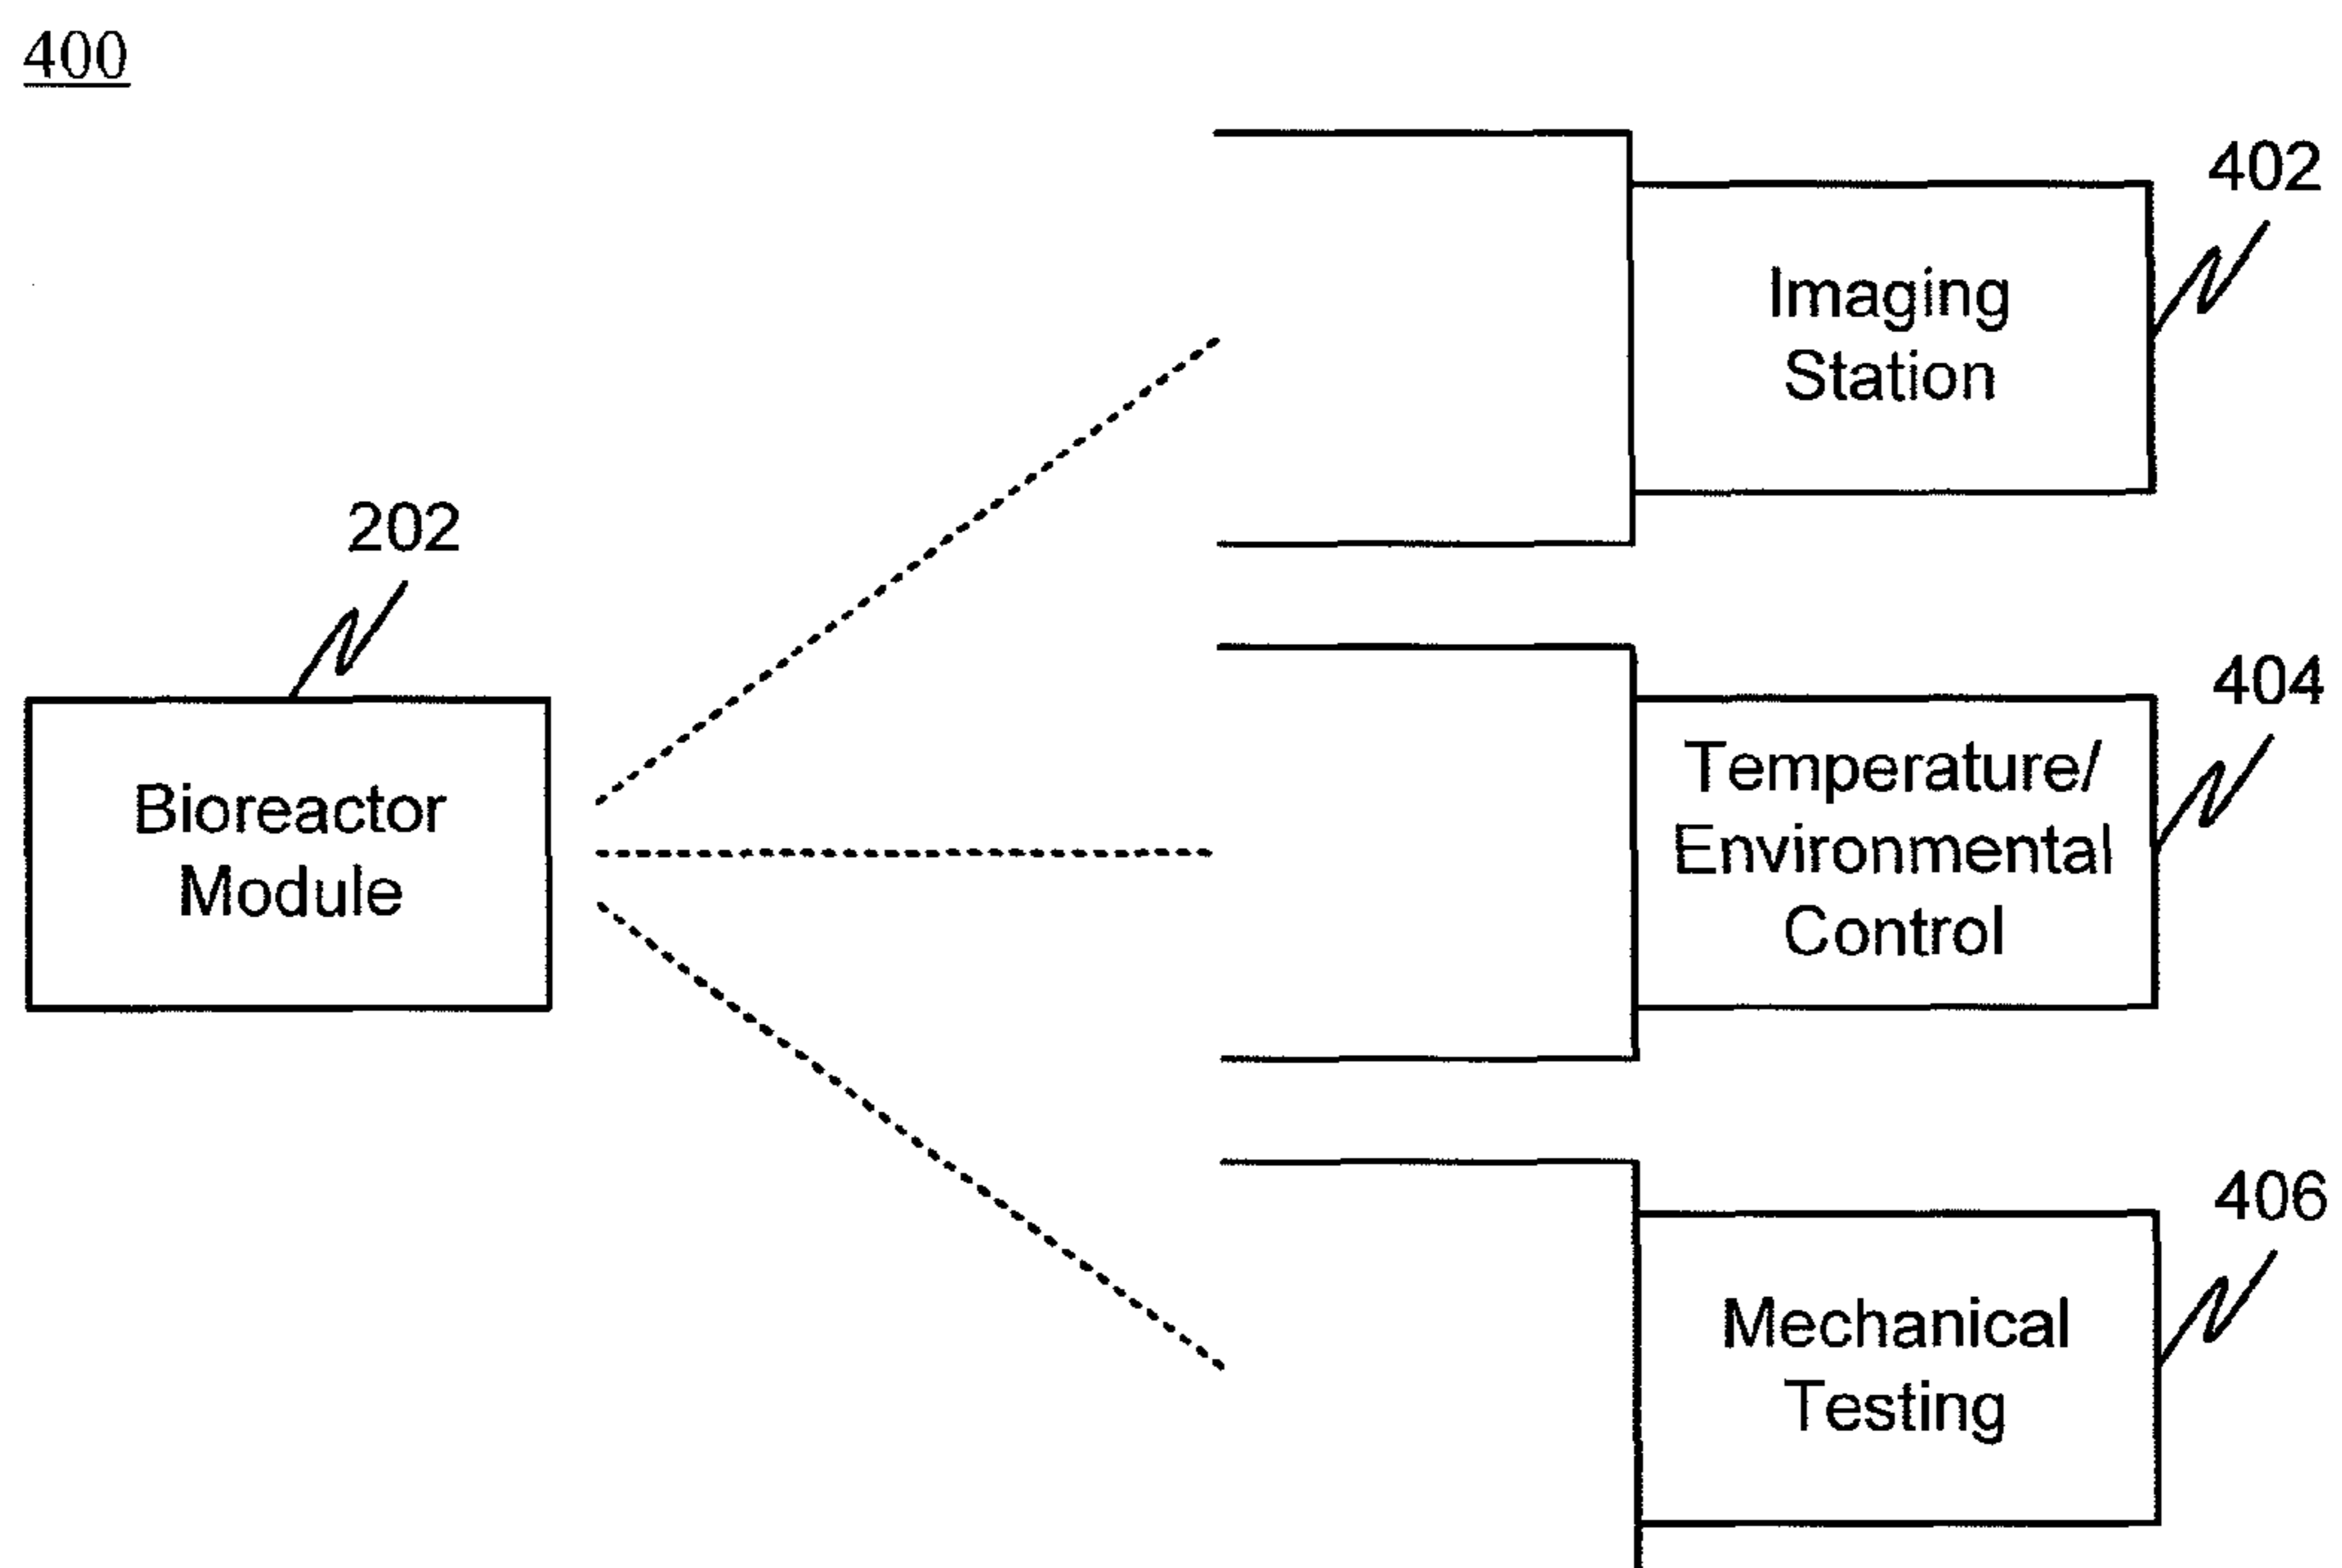 400
402
Imaging
Station
202
Bioreactor
Module
404
Temperature/
Environmental
Control
406
Mechanical
Testing